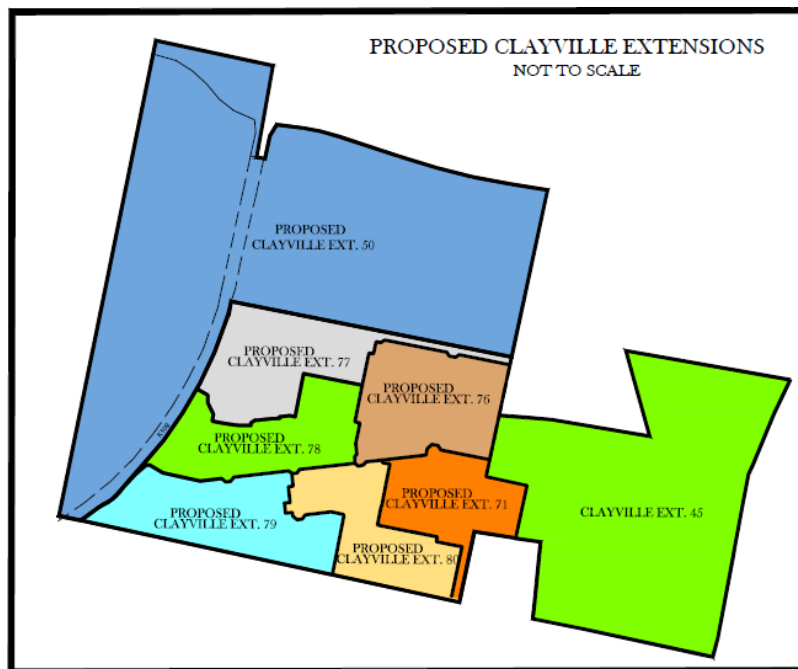 PROPOSED CLAYVILLE EXTENSIONS
NOT TO SCALE
PROPOSED
CLAYVILLE EXT. 50
PROPOSED
CLAYVILLE EXT. 77
PROPOSED
CLAYVILLE EXT. 76
PROPOSED
CLAYVILLE EXT. 78
K109
PROPOSED
CLAYVILLE EXT. 71
CLAYVILLE EXT. 45
PROPOSED
CLAYVILLE EXT. 79
PROPOSED
CLAYVILLE EXT. 80